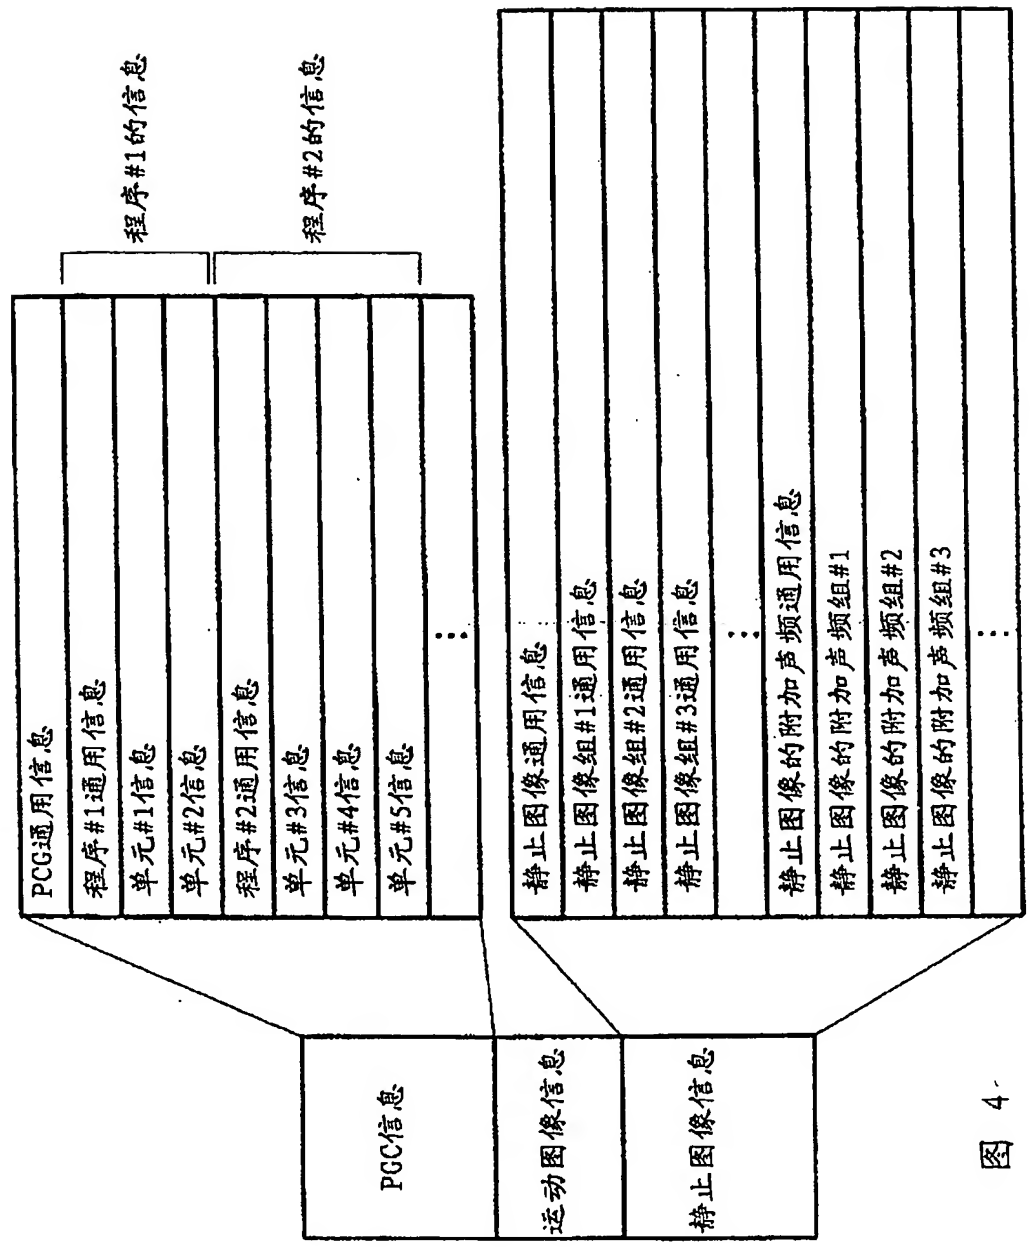 PGC信息
运动图像信息
静止图像信息
PCG通用信息
程序#1通用信息
单元#1信息
单元#2信息
程序#2通用信息
单元#3信息
单元#4信息
单元#5信息
...
程序#1的信息
程序#2的信息
静止图像通用信息
静止图像组#1通用信息
静止图像组#2通用信息
静止图像组#3通用信息
...
静止图像的附加声频通用信息
静止图像的附加声频组#1
静止图像的附加声频组#2
静止图像的附加声频组#3
...
图 4